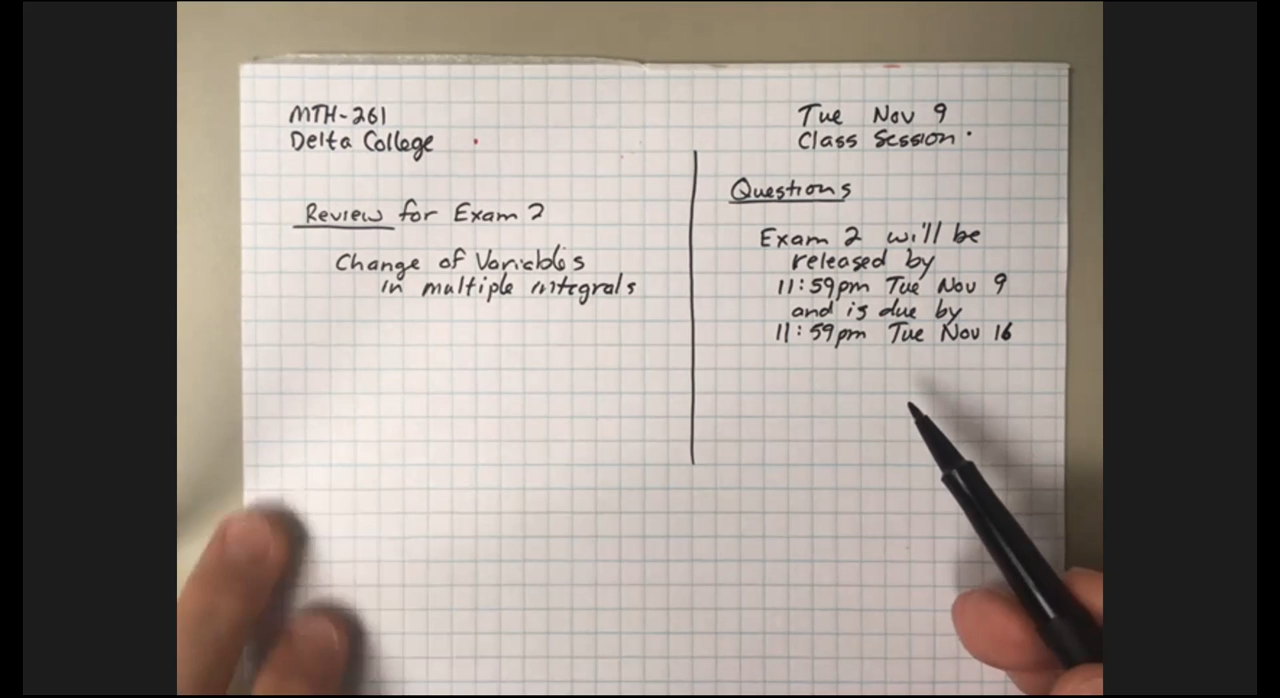 MTH-261
Delta College
Tue Nov 9
Class Session
Review for Exam 2
Change of Variables
in multiple integrals
Questions
Exam 2 will be
released by
11:59pm Tue Nov 9
and is due by
11:59pm Tue Nov 16